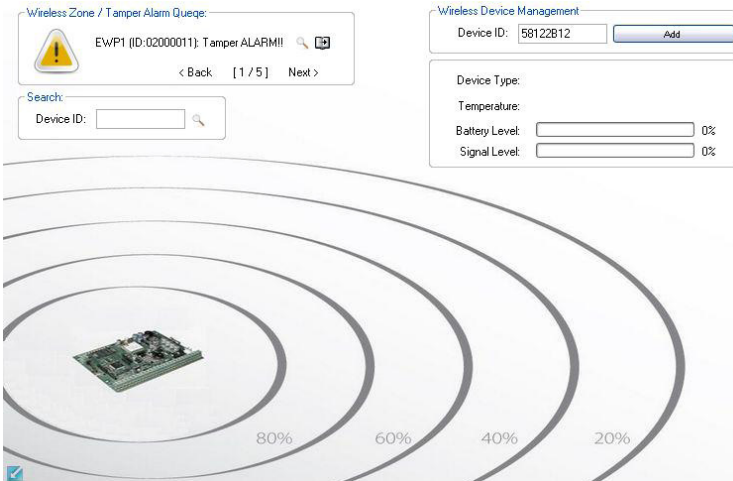 Wireless Zone / Tamper Alarm Quege:
EWP1 (ID:02000011): Tamper ALARM!!
< Back [ 1 / 5 ] Next >
Search:
Device ID:
Wireless Device Management
Device ID: 58122B12 Add
Device Type:
Temperature:
Battery Level: 0%
Signal Level: 0%
80% 60% 40% 20%